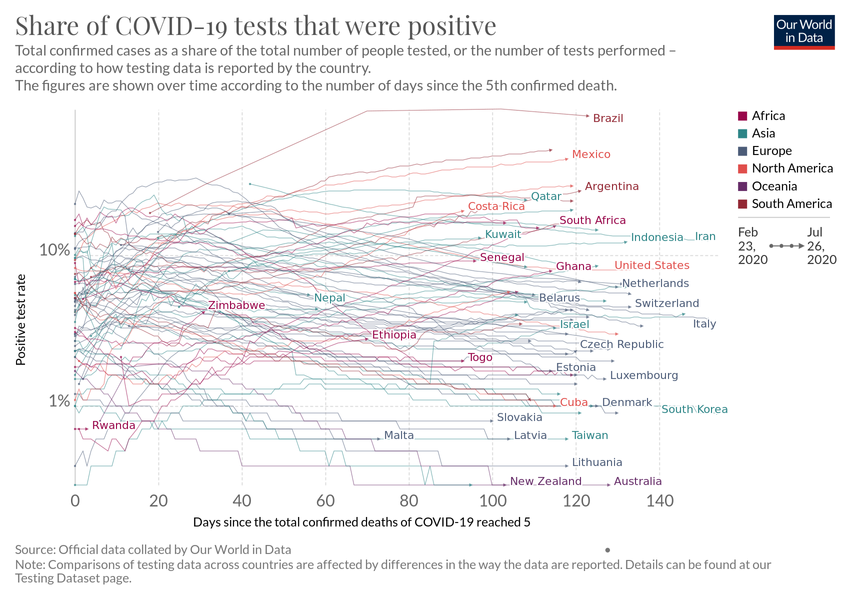 Share of COVID-19 tests that were positive
Our World
in Data
Total confirmed cases as a share of the total number of people tested, or the number of tests performed –
according to how testing data is reported by the country.
The figures are shown over time according to the number of days since the 5th confirmed death.
Brazil
Mexico
Argentina
Qatar
Costa Rica
South Africa
Kuwait
Indonesia
Iran
10%
Senegal
Ghana
United States
Netherlands
Nepal
Belarus
Zimbabwe
Switzerland
Israel
Italy
Ethiopia
Czech Republic
Togo
Estonia
Luxembourg
1%
Cuba
Denmark
South Korea
Slovakia
Rwanda
Malta
Latvia
Taiwan
Lithuania
New Zealand
Australia
Positive test rate
0
20
40
60
80
100
120
140
Days since the total confirmed deaths of COVID-19 reached 5
Africa
Asia
Europe
North America
Oceania
South America
Feb
23,
2020
Jul
26,
2020
Source: Official data collated by Our World in Data
Note: Comparisons of testing data across countries are affected by differences in the way the data are reported. Details can be found at our
Testing Dataset page.